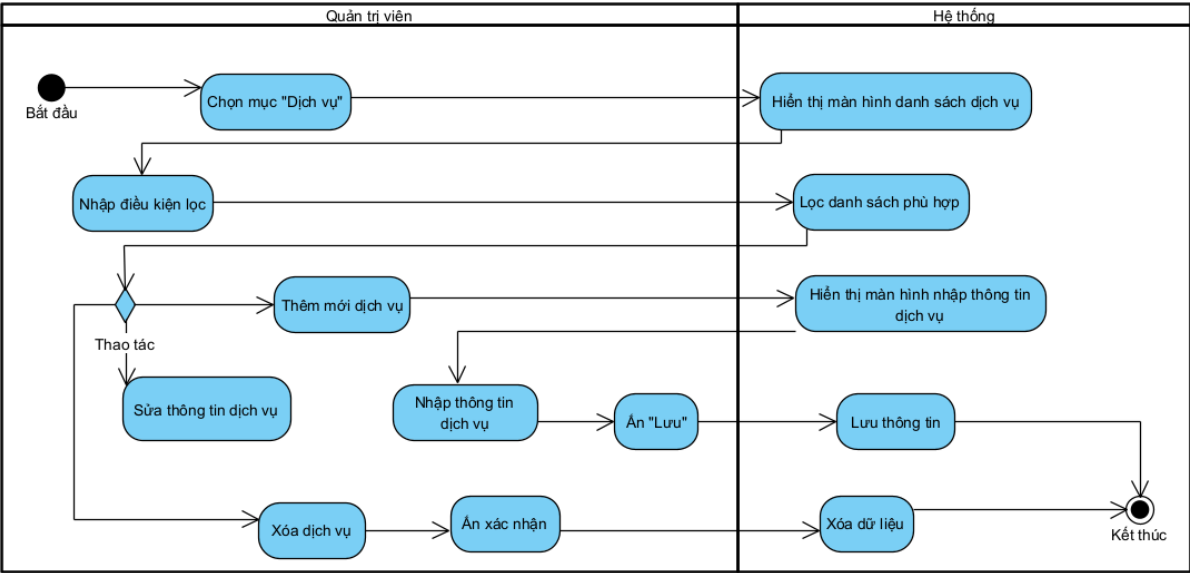 Quản trị viên
Hệ thống
Bắt đầu
Chọn mục "Dịch vụ"
Hiển thị màn hình danh sách dịch vụ
Nhập điều kiện lọc
Lọc danh sách phù hợp
Thao tác
Thêm mới dịch vụ
Hiển thị màn hình nhập thông tin
dịch vụ
Sửa thông tin dịch vụ
Nhập thông tin
dịch vụ
Ấn "Lưu"
Lưu thông tin
Xóa dịch vụ
Ấn xác nhận
Xóa dữ liệu
Kết thúc